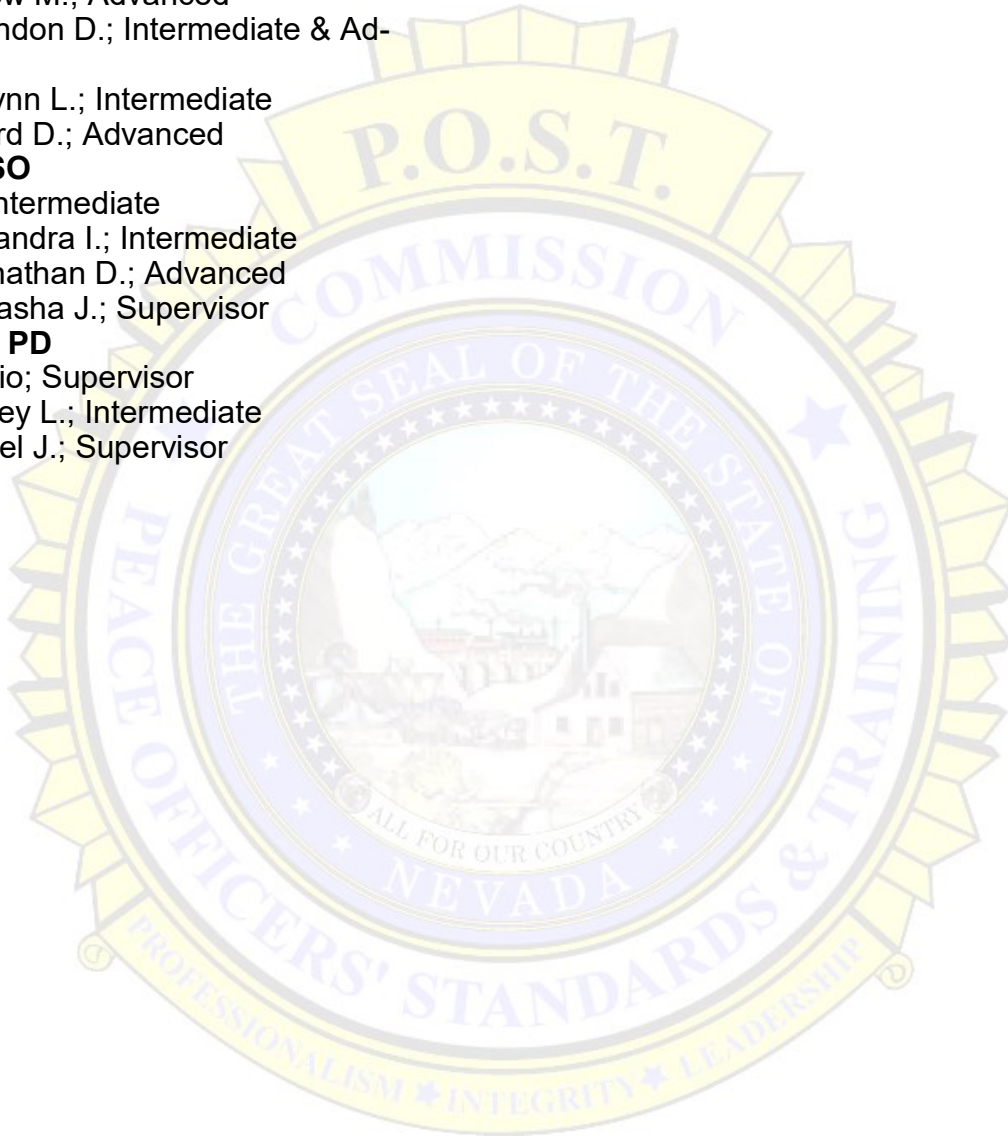 ndon D.; Intermediate & Ad-
ynn L.; Intermediate
rd D.; Advanced
SO
ntermediate
andra I.; Intermediate
nathan D.; Advanced
asha J.; Supervisor
PD
io; Supervisor
ey L.; Intermediate
el J.; Supervisor
P.O.S.T.
COMMISSION
PEACE OFFICERS' STANDARDS & TRAINING
THE GREAT SEAL OF THE STATE OF
NEVADA
ALL FOR OUR COUNTRY
PROFESSIONALISM ★ INTEGRITY ★ LEADERSHIP